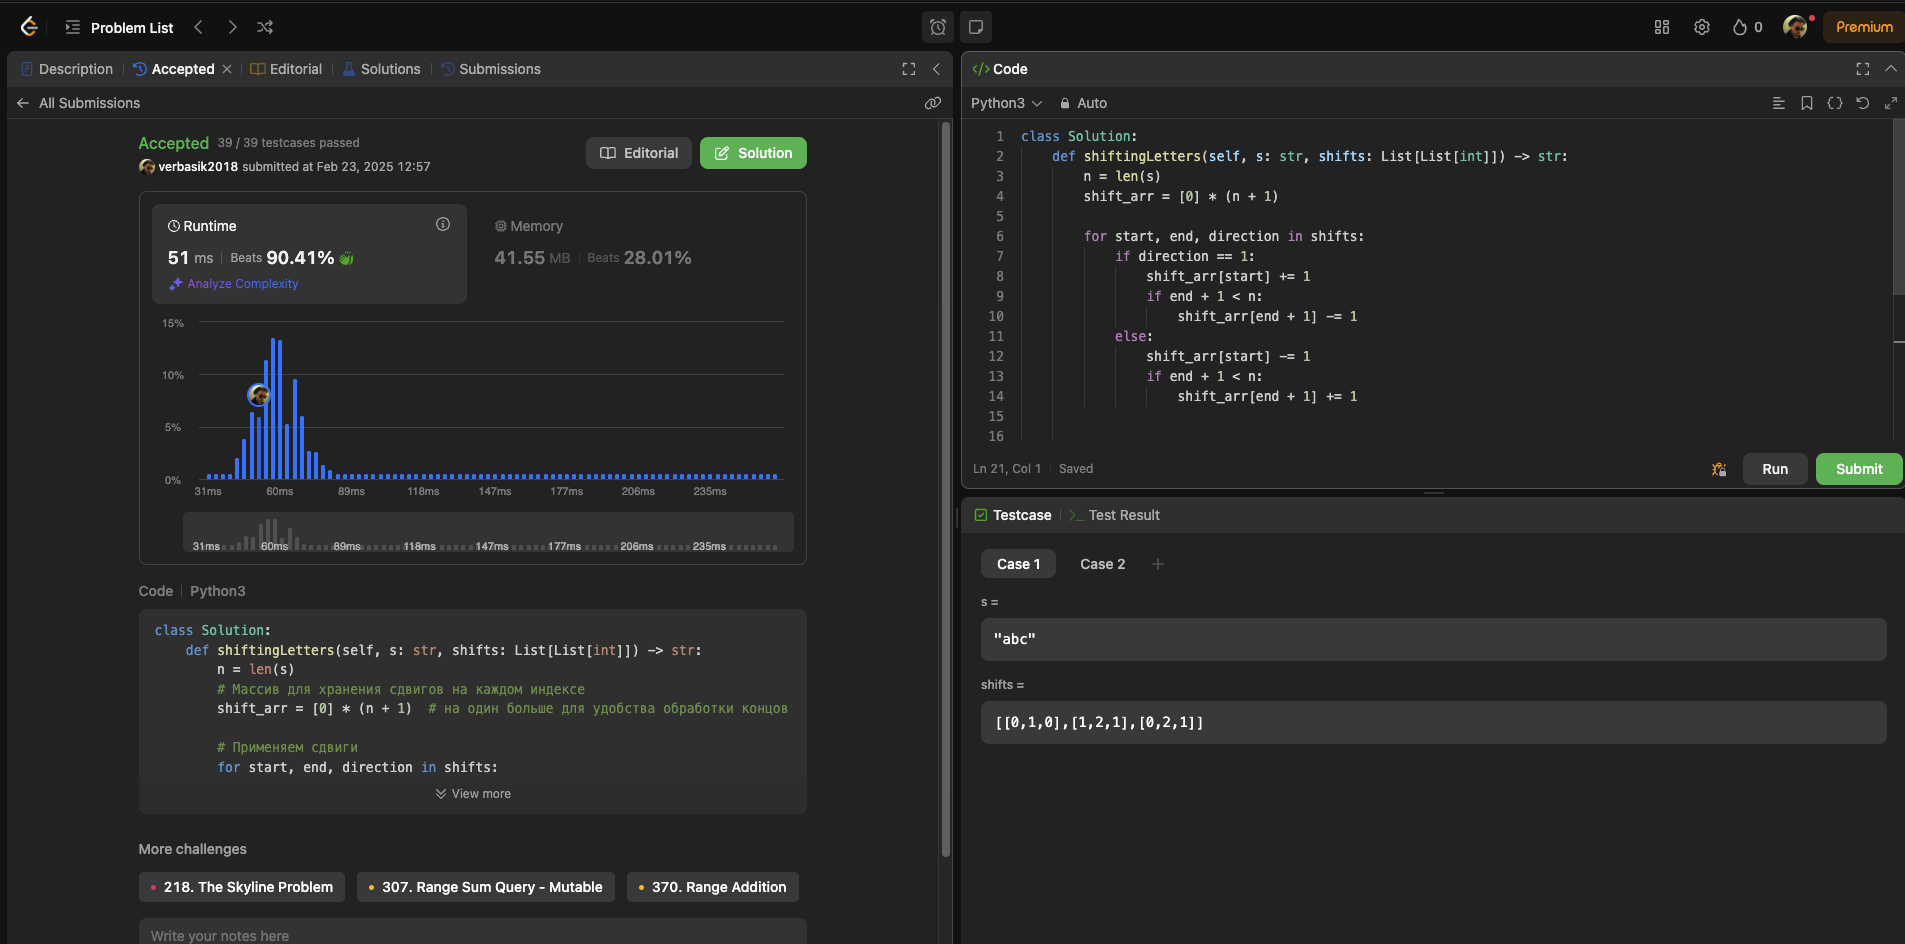 Problem List
0
Premium
Description
Accepted
Editorial
Solutions
Submissions
All Submissions
Accepted 39 / 39 testcases passed
verbasik2018 submitted at Feb 23, 2025 12:57
Editorial
Solution
Runtime
51 ms Beats 90.41%
Analyze Complexity
Memory
41.55 MB Beats 28.01%
15%
10%
5%
0%
31ms 60ms 89ms 118ms 147ms 177ms 206ms 235ms
31ms 60ms 89ms 118ms 147ms 177ms 206ms 235ms
Code Python3
class Solution:
def shiftingLetters(self, s: str, shifts: List[List[int]]) -> str:
n = len(s)
# Массив для хранения сдвигов на каждом индексе
shift_arr = [0] * (n + 1)  # на один больше для удобства обработки концов
# Применяем сдвиги
for start, end, direction in shifts:
View more
More challenges
218. The Skyline Problem
307. Range Sum Query - Mutable
370. Range Addition
Write your notes here
</> Code
Python3
Auto
1 class Solution:
2 def shiftingLetters(self, s: str, shifts: List[List[int]]) -> str:
3 n = len(s)
4 shift_arr = [0] * (n + 1)
5
6 for start, end, direction in shifts:
7 if direction == 1:
8 shift_arr[start] += 1
9 if end + 1 < n:
10 shift_arr[end + 1] -= 1
11 else:
12 shift_arr[start] -= 1
13 if end + 1 < n:
14 shift_arr[end + 1] += 1
15
16
Ln 21, Col 1 Saved
Run
Submit
Testcase
Test Result
Case 1
Case 2
s =
"abc"
shifts =
[[0,1,0],[1,2,1],[0,2,1]]